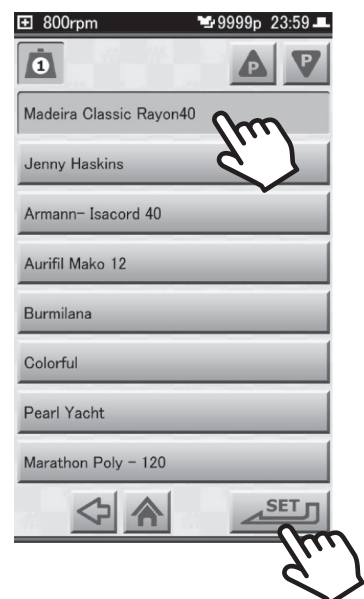 800rpm 9999p 23:59
1 P P
Madeira Classic Rayon40
Jenny Haskins
Armann- Isacord 40
Aurifil Mako 12
Burmilana
Colorful
Pearl Yacht
Marathon Poly - 120
SET